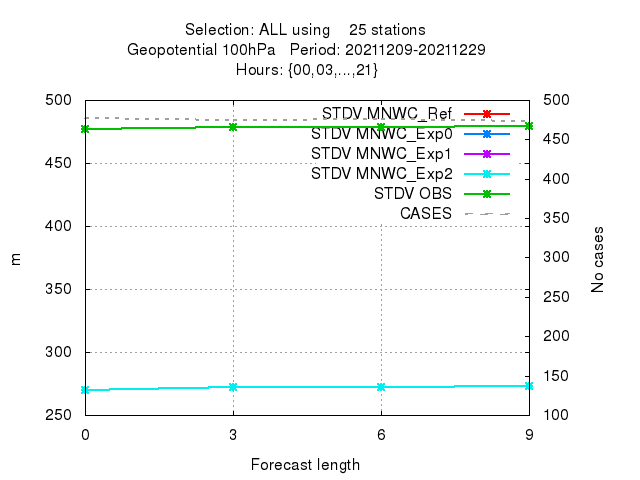 Selection: ALL using    25 stations
Geopotential 100hPa   Period: 20211209-20211229
Hours: {00,03,...,21}
500
450
400
350
300
250
m
500
450
400
350
300
250
200
150
100
No cases
STDV MNWC_Ref
STDV MNWC_Exp0
STDV MNWC_Exp1
STDV MNWC_Exp2
STDV OBS
CASES
0 3 6 9
Forecast length